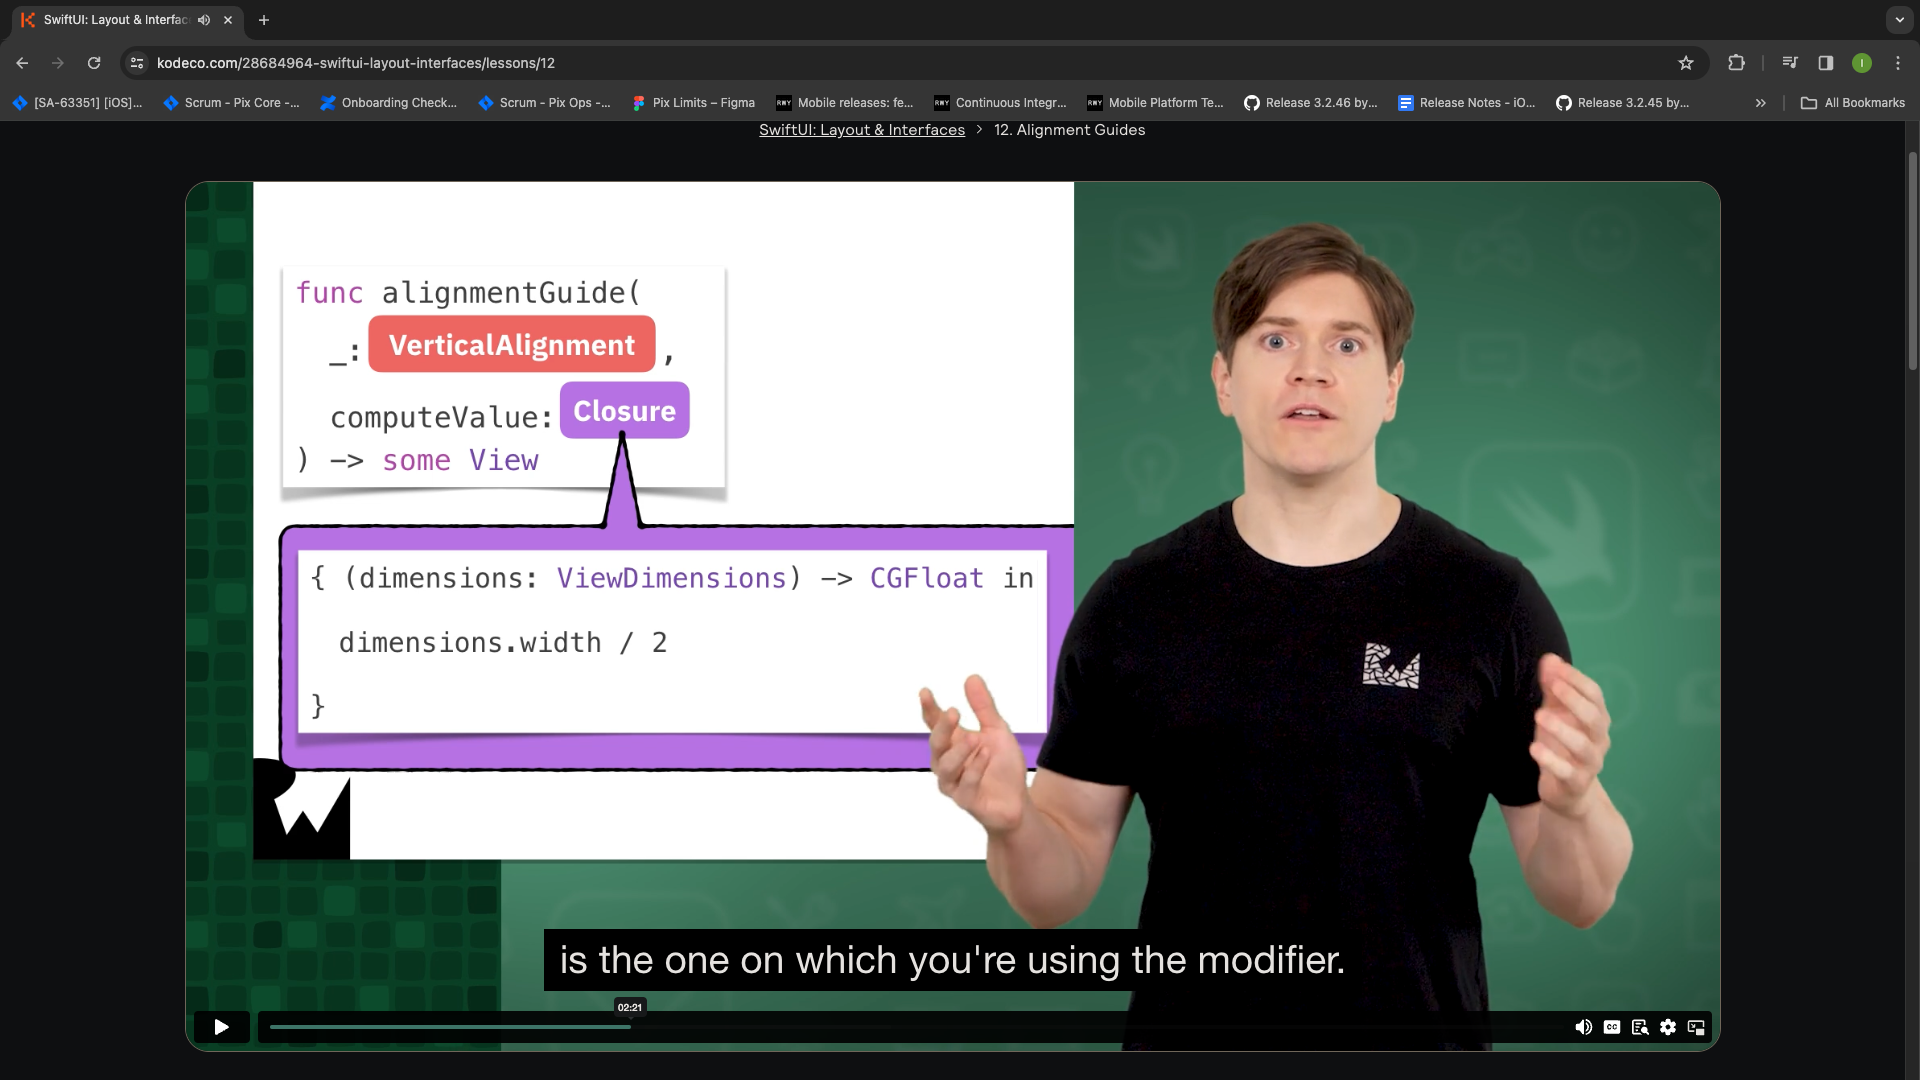 SwiftUI: Layout & Interfac
kodeco.com/28684964-swiftui-layout-interfaces/lessons/12
[SA-63351] [iOS]...
Scrum - Pix Core -...
Onboarding Check...
Scrum - Pix Ops -...
Pix Limits – Figma
RWY
Mobile releases: fe...
RWY
Continuous Integr...
RWY
Mobile Platform Te...
Release 3.2.46 by...
Release Notes - iO...
Release 3.2.45 by...
All Bookmarks
SwiftUI: Layout & Interfaces > 12. Alignment Guides
func alignmentGuide(
_: VerticalAlignment ,
computeValue: Closure
) -> some View
{ (dimensions: ViewDimensions) -> CGFloat in
dimensions.width / 2
}
is the one on which you're using the modifier.
02:21
CC